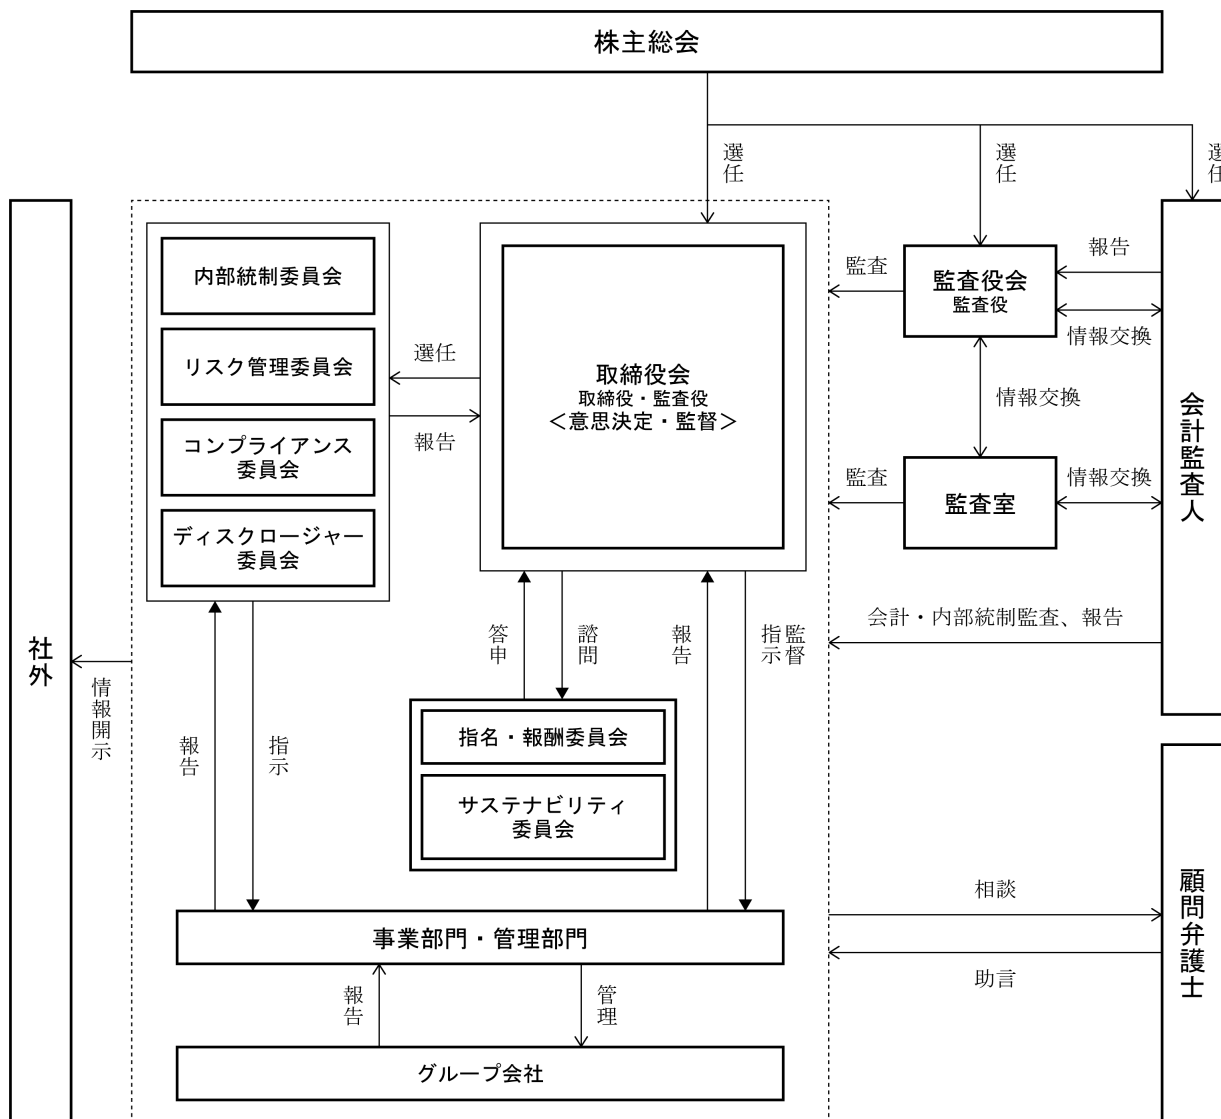 株主総会
選任
選任
選任
内部統制委員会
リスク管理委員会
コンプライアンス
委員会
ディスクロージャー
委員会
選任
報告
取締役会
取締役・監査役
＜意思決定・監督＞
監査
監査役会
監査役
報告
情報交換
情報交換
監査
監査室
情報交換
会計監査人
会計・内部統制監査、報告
社外
情報開示
答申
諮問
報告
監督
指示
指名・報酬委員会
サステナビリティ
委員会
報告
指示
相談
助言
顧問弁護士
事業部門・管理部門
報告
管理
グループ会社